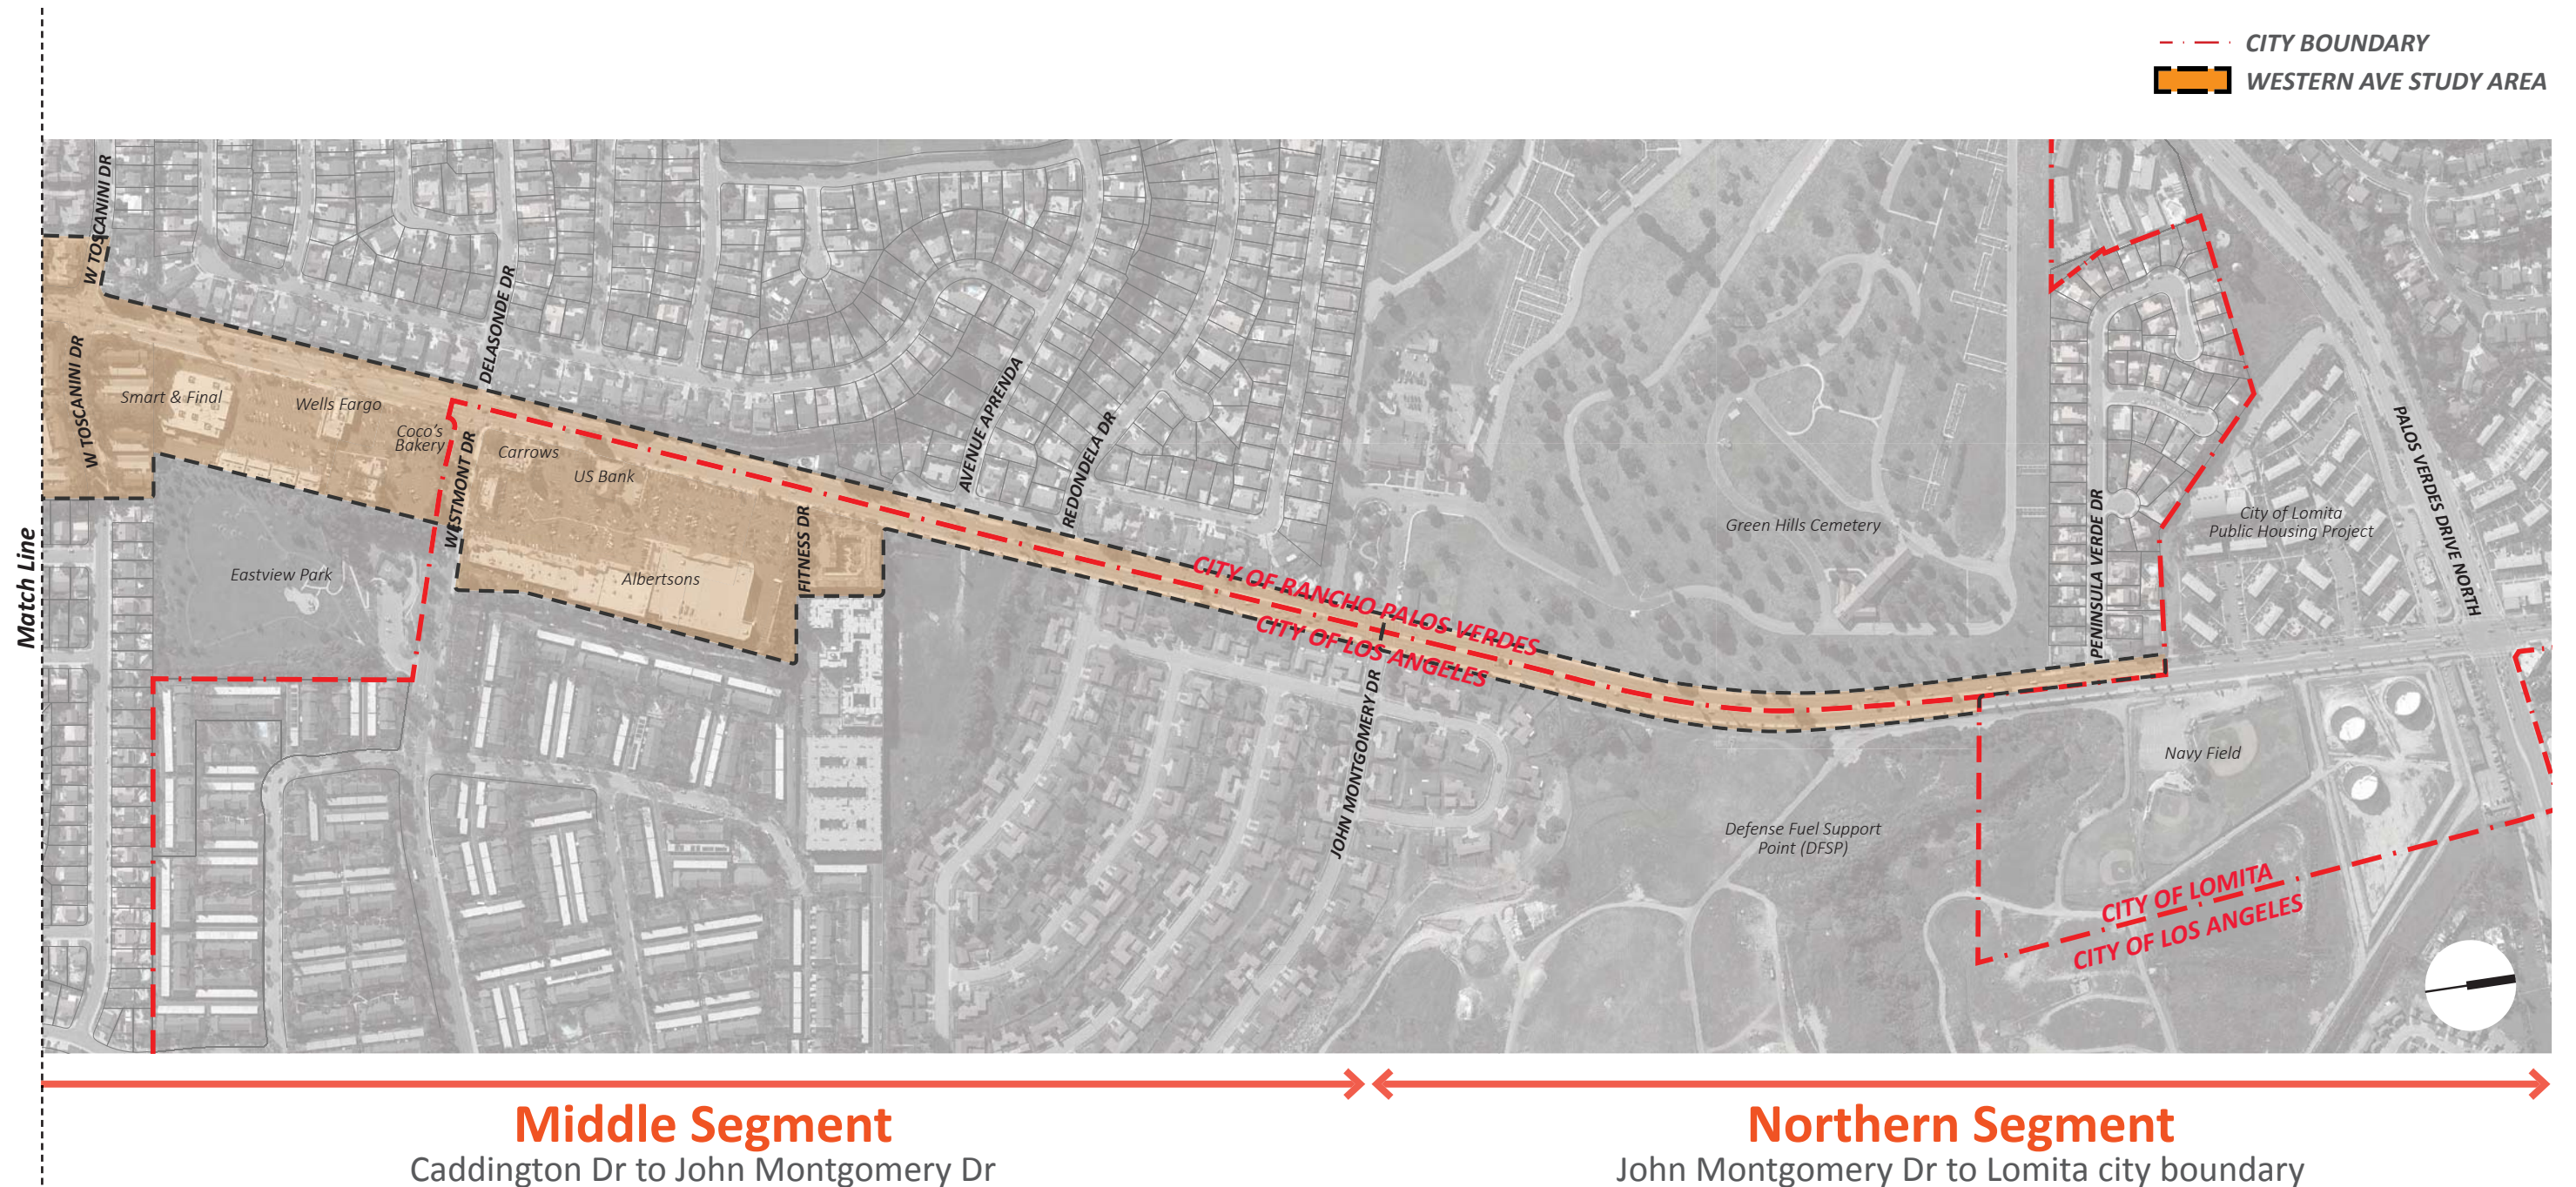 CITY BOUNDARY
WESTERN AVE STUDY AREA
W TOSCANINI DR
DELASONDE DR
W TOSCANINI DR
Smart & Final
Wells Fargo
Coco's
Bakery
WESTMONT DR
Carrows
US Bank
FITNESS DR
AVENUE APRENDA
REDONDELA DR
Green Hills Cemetery
PENINSULA VERDE DR
City of Lomita
Public Housing Project
PALOS VERDES DRIVE NORTH
Match Line
Eastview Park
Albertsons
CITY OF RANCHO PALOS VERDES
CITY OF LOS ANGELES
JOHN MONTGOMERY DR
Navy Field
Defense Fuel Support
Point (DFSP)
CITY OF LOMITA
CITY OF LOS ANGELES
Middle Segment
Caddington Dr to John Montgomery Dr
Northern Segment
John Montgomery Dr to Lomita city boundary